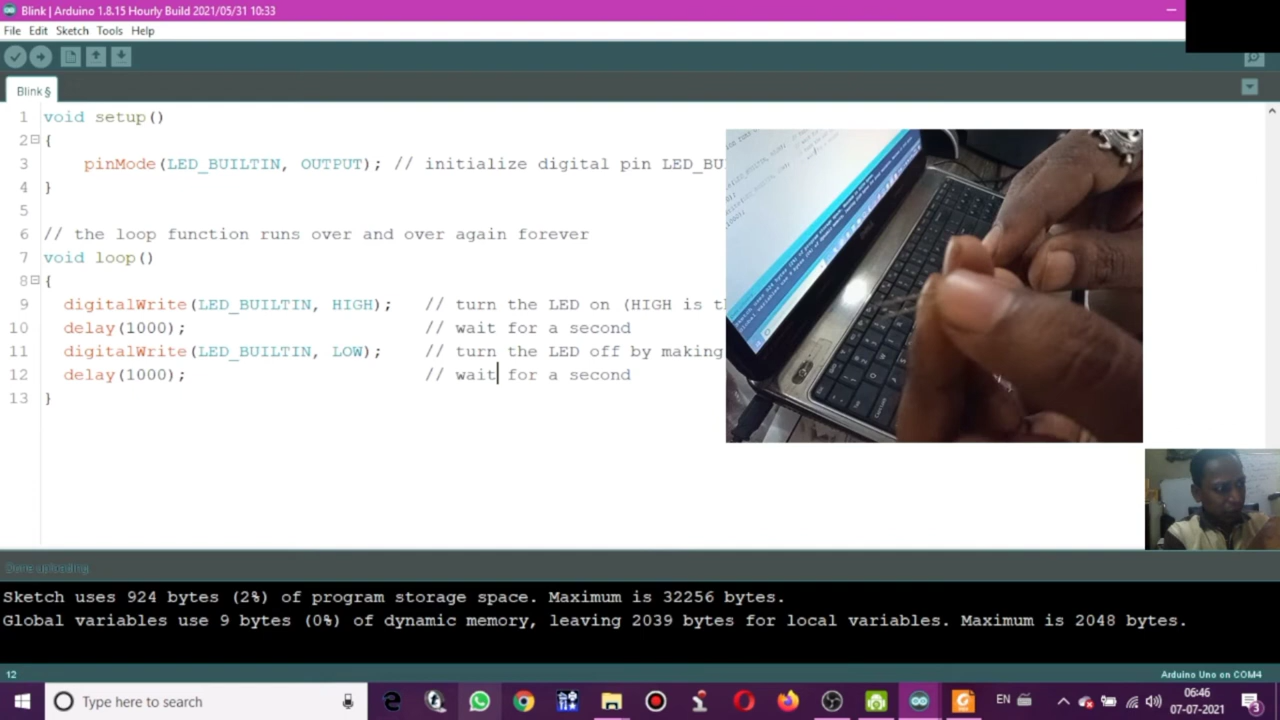 Blink | Arduino 1.8.15 Hourly Build 2021/05/31 10:33
File Edit Sketch Tools Help
Blink §
1 void setup()
2 {
3 pinMode(LED_BUILTIN, OUTPUT); // initialize digital pin LED_BU
4 }
5
6 // the loop function runs over and over again forever
7 void loop()
8 {
9 digitalWrite(LED_BUILTIN, HIGH); // turn the LED on (HIGH is th
10 delay(1000); // wait for a second
11 digitalWrite(LED_BUILTIN, LOW); // turn the LED off by making
12 delay(1000); // wait for a second
13 }
Done uploading
Sketch uses 924 bytes (2%) of program storage space. Maximum is 32256 bytes.
Global variables use 9 bytes (0%) of dynamic memory, leaving 2039 bytes for local variables. Maximum is 2048 bytes.
12
Arduino Uno on COM4
Type here to search
EN
06:46
07-07-2021
3